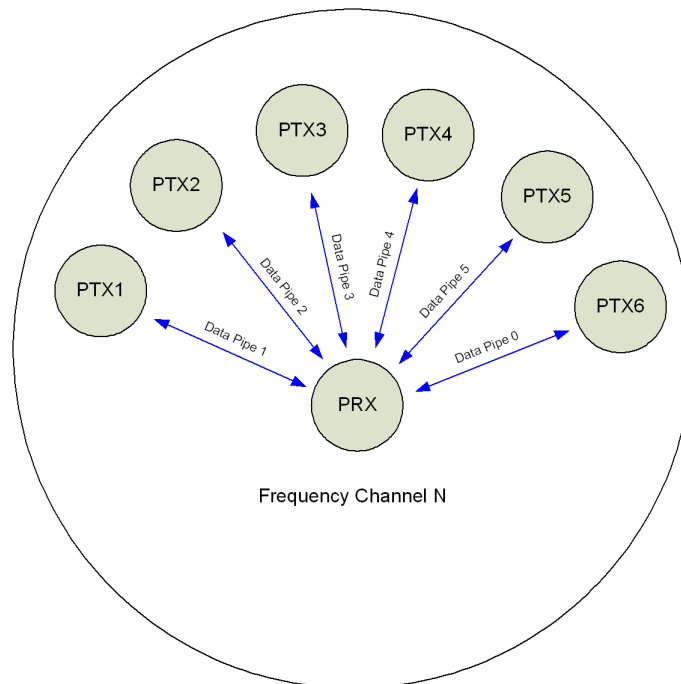 PTX3
PTX4
PTX2
PTX5
PTX1
PTX6
Data Pipe 1
Data Pipe 2
Data Pipe 3
Data Pipe 4
Data Pipe 5
Data Pipe 0
PRX
Frequency Channel N